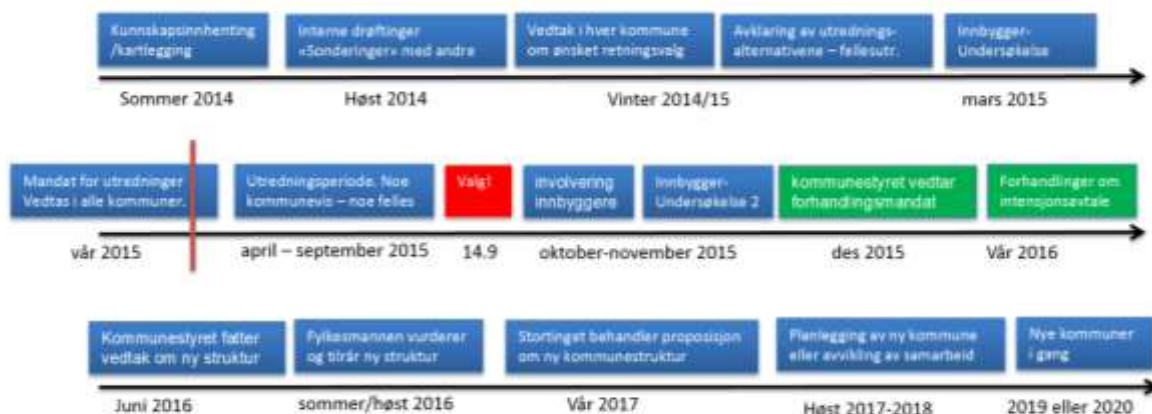 Kunnskapsinnhenting
/kartlegging
Interne drøftinger
«Sonderinger» med andre
Vedtak i hver kommune
om ønsket retningsvalg
Avklaring av utrednings-
alternativene – fellesutr.
Innbygger-
Undersøkelse
Sommer 2014
Høst 2014
Vinter 2014/15
mars 2015
Mandat for utredninger
Vedtas i alle kommuner.
Utredningsperiode. Noe
kommunevis – noe felles
Valg!
involvering
innbyggere
Innbygger-
Undersøkelse 2
kommunestyret vedtar
forhandlingsmandat
Forhandlinger om
intensjonsavtale
vår 2015
april – september 2015
14.9
oktober-november 2015
des 2015
Vår 2016
Kommunestyret fatter
vedtak om ny struktur
Fylkesmannen vurderer
og tilrår ny struktur
Stortinget behandler proposisjon
om ny kommunestruktur
Planlegging av ny kommune
eller avvikling av samarbeid
Nye kommuner
i gang
Juni 2016
sommer/høst 2016
Vår 2017
Høst 2017-2018
2019 eller 2020